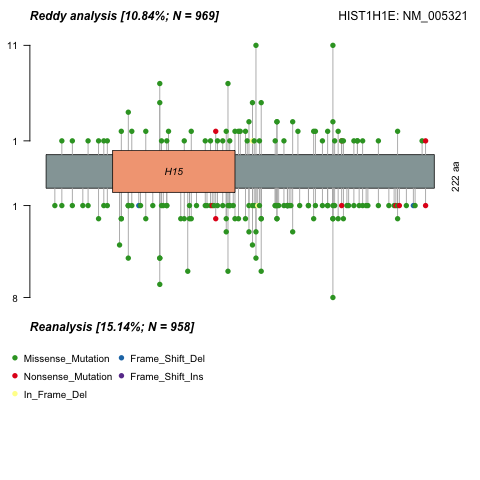 Reddy analysis [10.84%; N = 969]
HIST1H1E: NM_005321
11
1
H15
222 aa
1
8
Reanalysis [15.14%; N = 958]
Missense_Mutation
Frame_Shift_Del
Nonsense_Mutation
Frame_Shift_Ins
In_Frame_Del